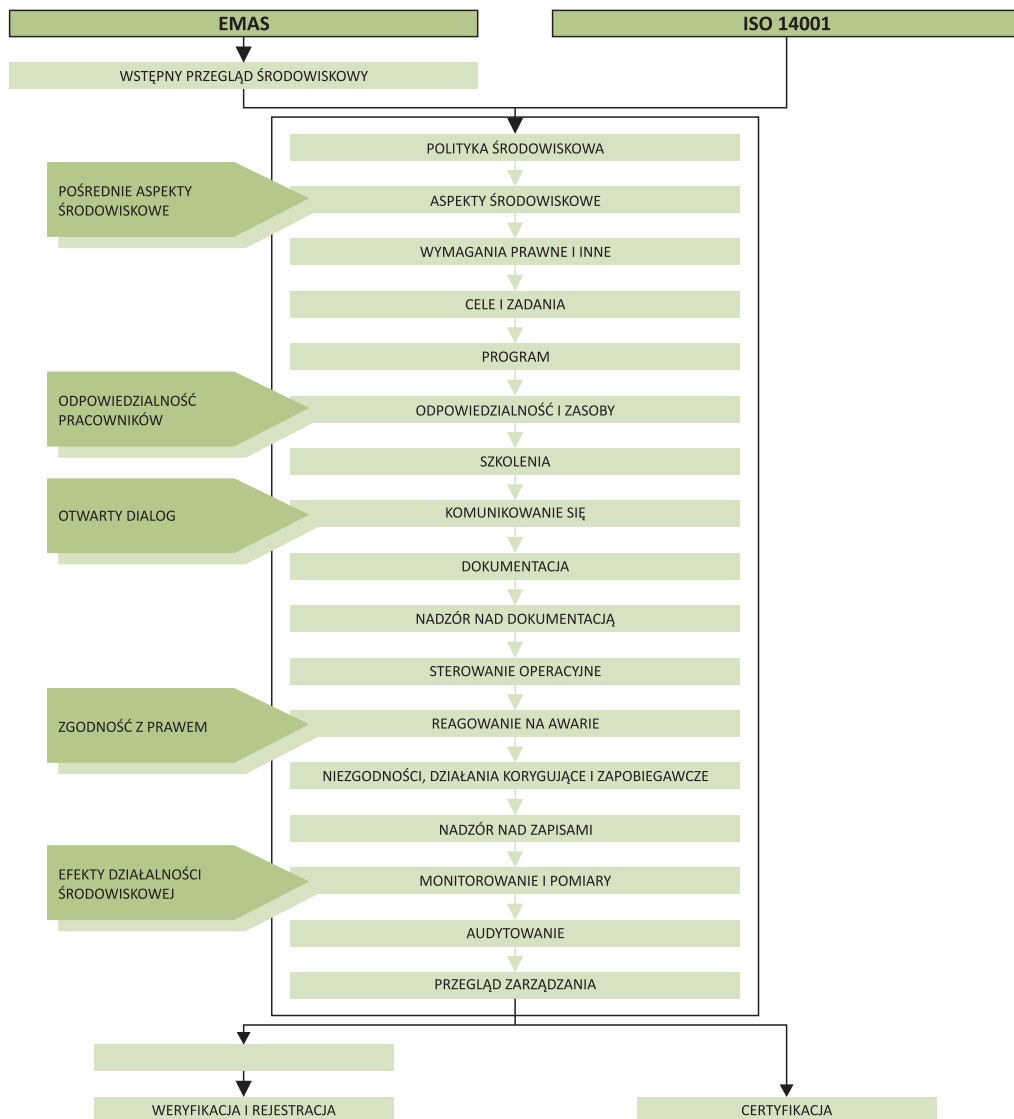 EMAS
ISO 14001
WSTĘPNY PRZEGLĄD ŚRODOWISKOWY
POLITYKA ŚRODOWISKOWA
POŚREDNIE ASPEKTY
ŚRODOWISKOWE
ASPEKTY ŚRODOWISKOWE
WYMAGANIA PRAWNE I INNE
CELE I ZADANIA
PROGRAM
ODPOWIEDZIALNOŚĆ
PRACOWNIKÓW
ODPOWIEDZIALNOŚĆ I ZASOBY
SZKOLENIA
OTWARTY DIALOG
KOMUNIKOWANIE SIĘ
DOKUMENTACJA
NADZÓR NAD DOKUMENTACJĄ
STEROWANIE OPERACYJNE
ZGODNOŚĆ Z PRAWEM
REAGOWANIE NA AWARIE
NIEZGODNOŚCI, DZIAŁANIA KORYGUJĄCE I ZAPOBIEGAWCZE
NADZÓR NAD ZAPISAMI
EFEKTY DZIAŁALNOŚCI
ŚRODOWISKOWEJ
MONITOROWANIE I POMIARY
AUDYTOWANIE
PRZEGLĄD ZARZĄDZANIA
WERYFIKACJA I REJESTRACJA
CERTYFIKACJA